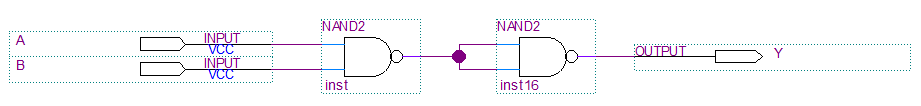 NAND2
NAND2
A
INPUT
VCC
OUTPUT
Y
B
INPUT
VCC
inst
inst16